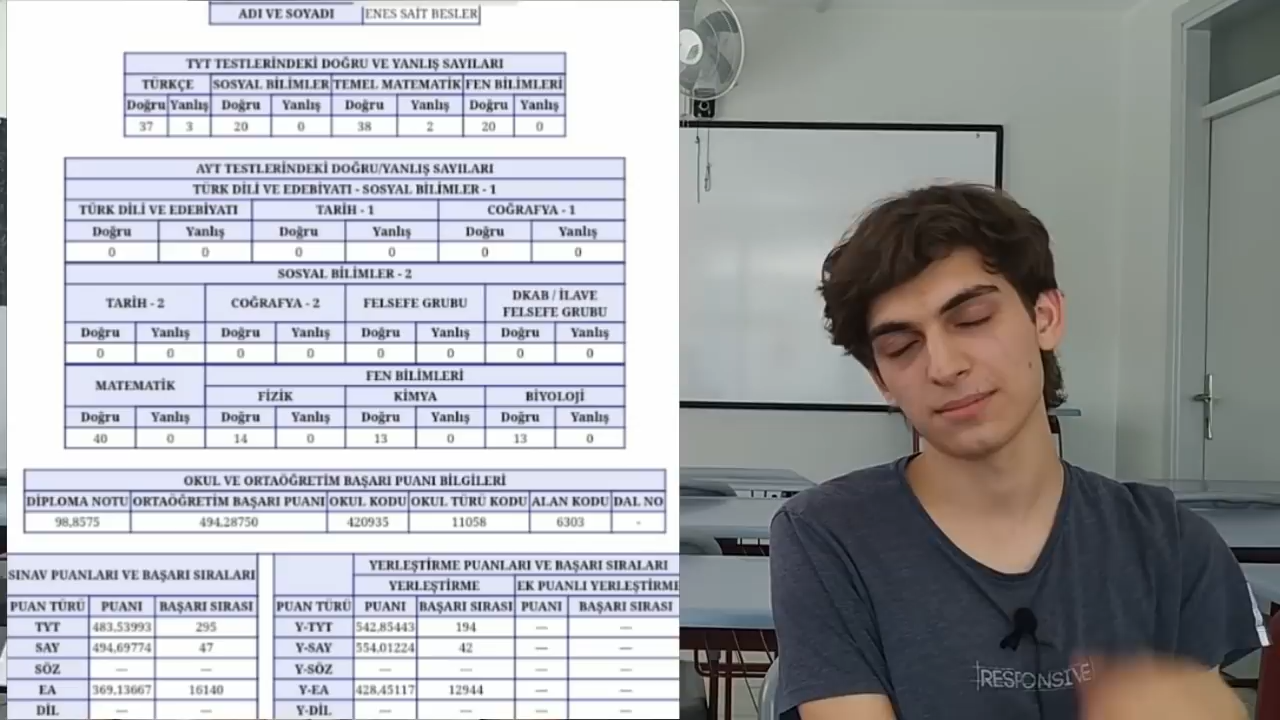 ADI VE SOYADI ENES SAİT BESLER
TYT TESTLERİNDEKİ DOĞRU VE YANLIŞ SAYILARI
TÜRKÇE SOSYAL BİLİMLER TEMEL MATEMATİK FEN BİLİMLERİ
Doğru Yanlış Doğru Yanlış Doğru Yanlış Doğru Yanlış
37 3 20 0 38 2 20 0
AYT TESTLERİNDEKİ DOĞRU/YANLIŞ SAYILARI
TÜRK DİLİ VE EDEBİYATI - SOSYAL BİLİMLER - 1
TÜRK DİLİ VE EDEBİYATI TARİH - 1 COĞRAFYA - 1
Doğru Yanlış Doğru Yanlış Doğru Yanlış
0 0 0 0 0 0
SOSYAL BİLİMLER - 2
TARİH - 2 COĞRAFYA - 2 FELSEFE GRUBU DKAB / İLAVE
FELSEFE GRUBU
Doğru Yanlış Doğru Yanlış Doğru Yanlış Doğru Yanlış
0 0 0 0 0 0 0 0
MATEMATİK FEN BİLİMLERİ
FİZİK KİMYA BİYOLOJİ
Doğru Yanlış Doğru Yanlış Doğru Yanlış Doğru Yanlış
40 0 14 0 13 0 13 0
OKUL VE ORTAÖĞRETİM BAŞARI PUANI BİLGİLERİ
DİPLOMA NOTU ORTAÖĞRETİM BAŞARI PUANI OKUL KODU OKUL TÜRÜ KODU ALAN KODU DAL NO
98,8575 494,28750 420935 11058 6303 -
SINAV PUANLARI VE BAŞARI SIRALARI
PUAN TÜRÜ PUANI BAŞARI SIRASI
TYT 483,53993 295
SAY 494,69774 47
SÖZ --- ---
EA 369,13667 16140
DİL --- ---
YERLEŞTİRME PUANLARI VE BAŞARI SIRALARI
YERLEŞTİRME EK PUANLI YERLEŞTİRME
PUAN TÜRÜ PUANI BAŞARI SIRASI PUANI BAŞARI SIRASI
Y-TYT 542,85443 194 --- ---
Y-SAY 554,01224 42 --- ---
Y-SÖZ --- --- --- ---
Y-EA 428,45117 12944 --- ---
Y-DİL --- --- --- ---
RESPONSIVE